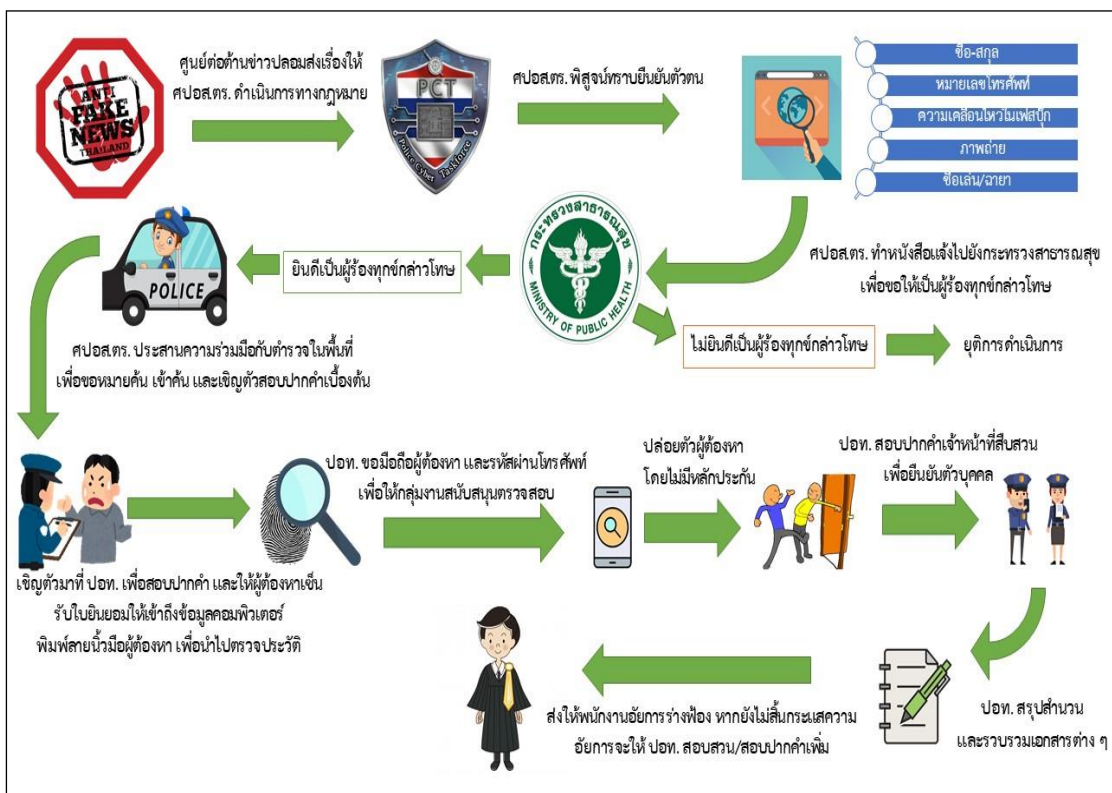 ANTI
FAKE
NEWS
THAILAND
ศูนย์ต่อต้านข่าวปลอมส่งเรื่องให้
ศปอส.ตร. ดำเนินการทางกฎหมาย
PCT
Police Cyber Taskforce
ศปอส.ตร. พิสูจน์ทราบยืนยันตัวตน
ชื่อ-สกุล
หมายเลขโทรศัพท์
ความเคลื่อนไหวในเฟสบุ๊ก
ภาพถ่าย
ชื่อเล่น/ฉายา
ศปอส.ตร. ทำหนังสือแจ้งไปยังกระทรวงสาธารณสุข
เพื่อขอให้เป็นผู้ร้องทุกข์กล่าวโทษ
กระทรวงสาธารณสุข
MINISTRY OF PUBLIC HEALTH
ยินดีเป็นผู้ร้องทุกข์กล่าวโทษ
POLICE
ไม่ยินดีเป็นผู้ร้องทุกข์กล่าวโทษ
ยุติการดำเนินการ
ศปอส.ตร. ประสานความร่วมมือกับตำรวจในพื้นที่
เพื่อขอหมายค้น เข้าค้น และเชิญตัวสอบปากคำเบื้องต้น
เชิญตัวมาที่ ปอท. เพื่อสอบปากคำ และให้ผู้ต้องหาเซ็น
รับใบยินยอมให้เข้าถึงข้อมูลคอมพิวเตอร์
พิมพ์ลายนิ้วมือผู้ต้องหา เพื่อนำไปตรวจประวัติ
ปอท. ขอมือถือผู้ต้องหา และรหัสผ่านโทรศัพท์
เพื่อให้กลุ่มงานสนับสนุนตรวจสอบ
ปล่อยตัวผู้ต้องหา
โดยไม่มีหลักประกัน
ปอท. สอบปากคำเจ้าหน้าที่สืบสวน
เพื่อยืนยันตัวบุคคล
ปอท. สรุปสำนวน
และรวบรวมเอกสารต่าง ๆ
ส่งให้พนักงานอัยการร่างฟ้อง หากยังไม่สิ้นกระแสความ
อัยการจะให้ ปอท. สอบสวน/สอบปากคำเพิ่ม